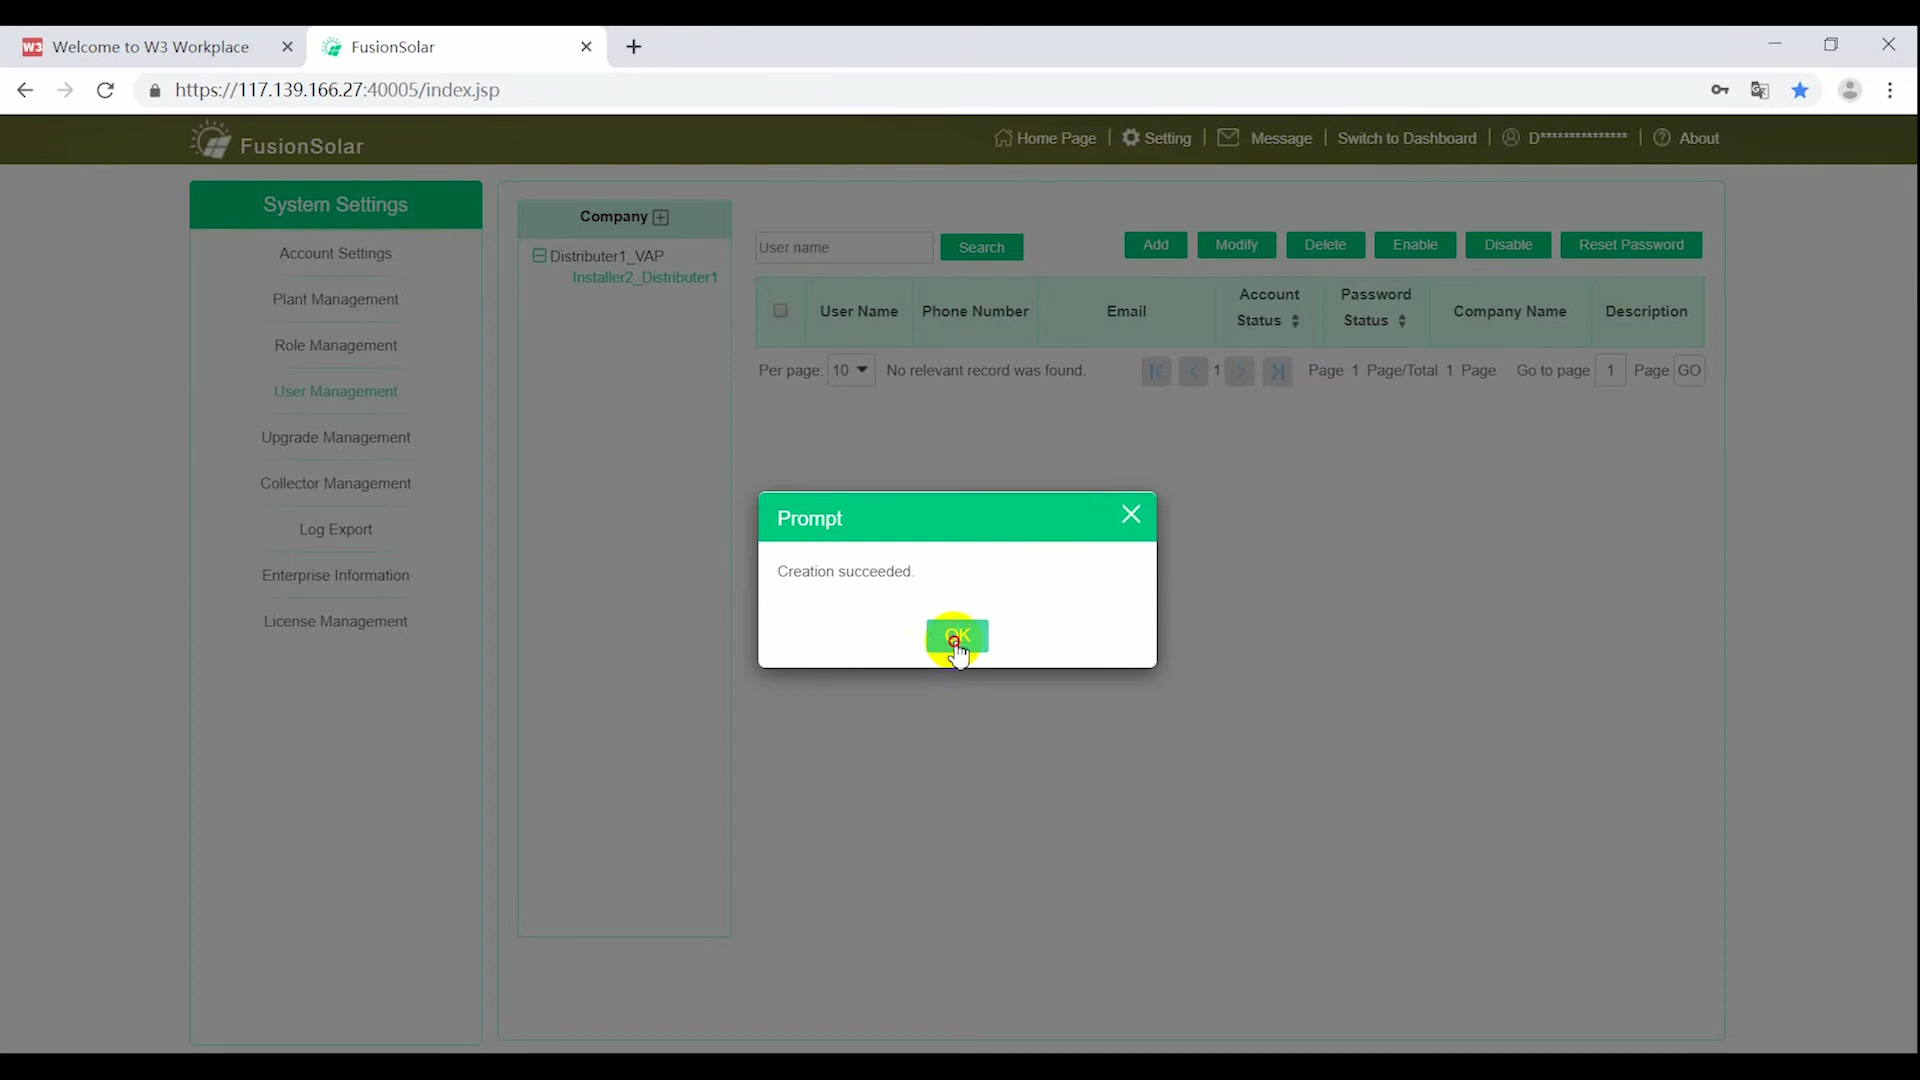 W3 Welcome to W3 Workplace
FusionSolar
https://117.139.166.27:40005/index.jsp
FusionSolar
Home Page | Setting | Message | Switch to Dashboard | D*************** | About
System Settings
Account Settings
Plant Management
Role Management
User Management
Upgrade Management
Collector Management
Log Export
Enterprise Information
License Management
Company
Distributer1_VAP
Installer2_Distributer1
User name Search Add Modify Delete Enable Disable Reset Password
User Name Phone Number Email Account Status Password Status Company Name Description
Per page: 10 No relevant record was found. 1 Page 1 Page/Total 1 Page Go to page 1 Page GO
Prompt
Creation succeeded.
OK